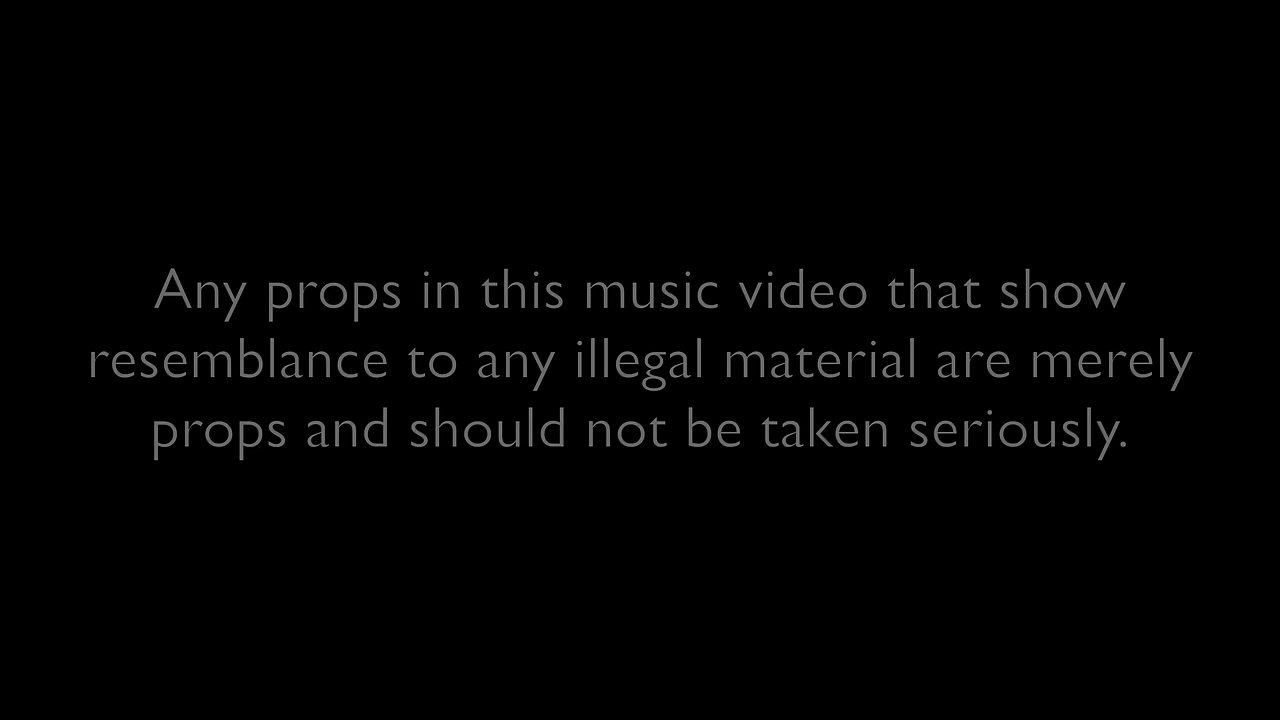 Any props in this music video that show
resemblance to any illegal material are merely
props and should not be taken seriously.